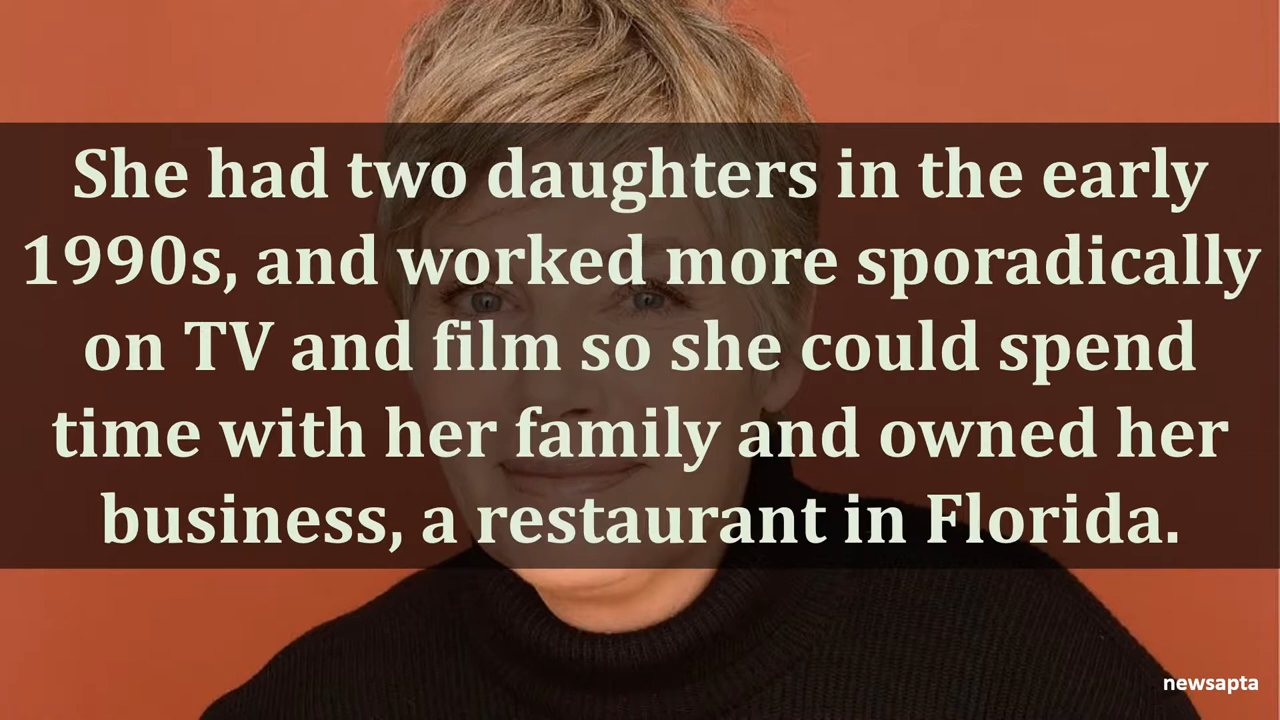 She had two daughters in the early
1990s, and worked more sporadically
on TV and film so she could spend
time with her family and owned her
business, a restaurant in Florida.
newsapta